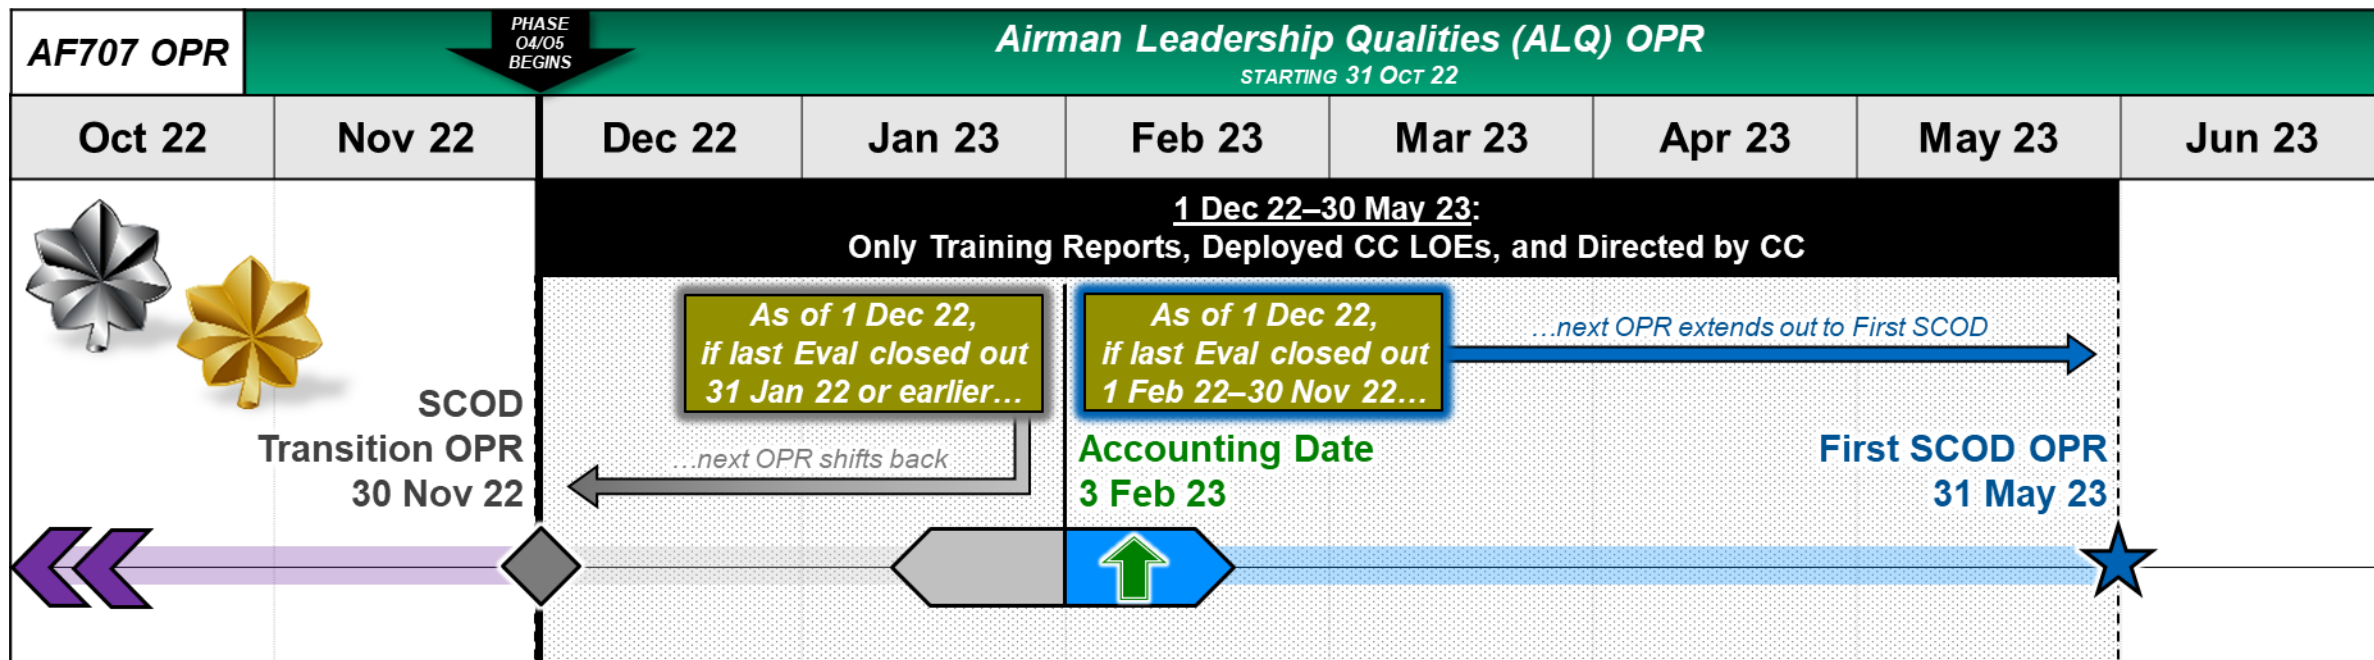 AF707 OPR
PHASE
O4/O5
BEGINS
Airman Leadership Qualities (ALQ) OPR
STARTING 31 OCT 22
Oct 22
Nov 22
Dec 22
Jan 23
Feb 23
Mar 23
Apr 23
May 23
Jun 23
1 Dec 22–30 May 23:
Only Training Reports, Deployed CC LOEs, and Directed by CC
As of 1 Dec 22,
if last Eval closed out
31 Jan 22 or earlier…
As of 1 Dec 22,
if last Eval closed out
1 Feb 22–30 Nov 22…
…next OPR extends out to First SCOD
SCOD
Transition OPR
30 Nov 22
…next OPR shifts back
Accounting Date
3 Feb 23
First SCOD OPR
31 May 23